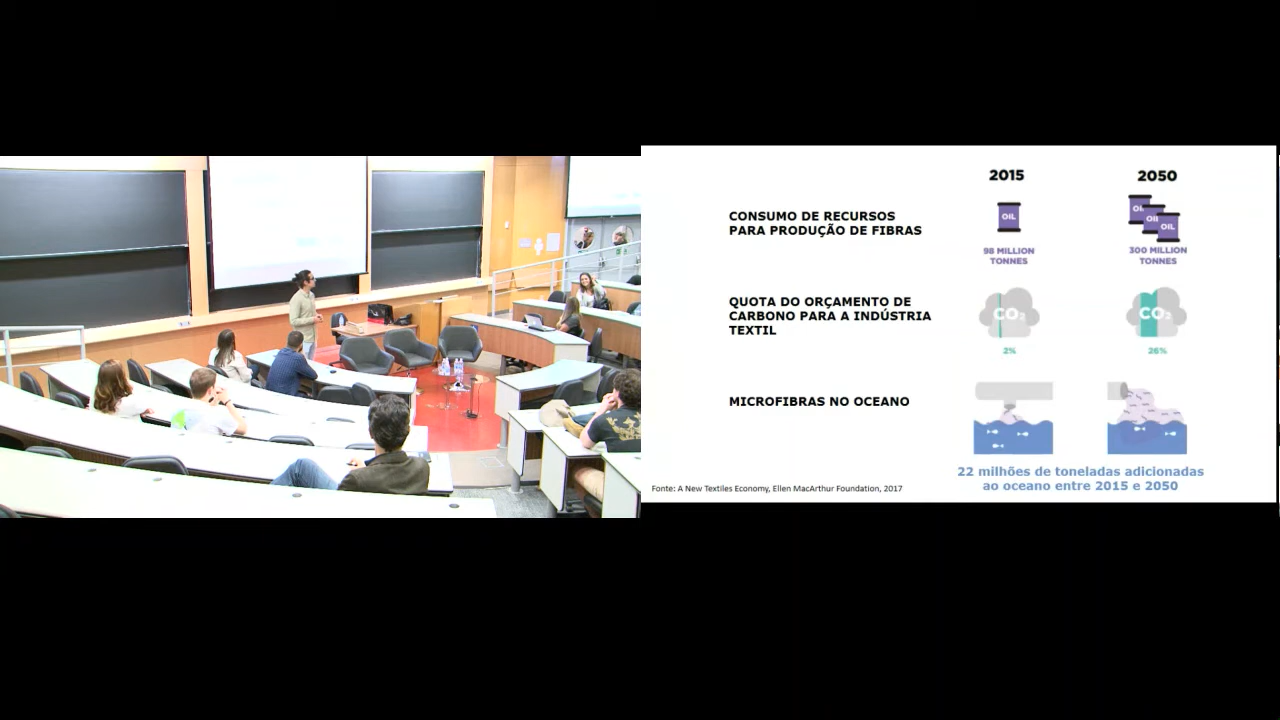 2015
2050
CONSUMO DE RECURSOS
PARA PRODUÇÃO DE FIBRAS
OIL
OIL
OIL
OIL
98 MILLION
TONNES
300 MILLION
TONNES
QUOTA DO ORÇAMENTO DE
CARBONO PARA A INDÚSTRIA
TEXTIL
CO₂
CO₂
2%
26%
MICROFIBRAS NO OCEANO
22 milhões de toneladas adicionadas
ao oceano entre 2015 e 2050
Fonte: A New Textiles Economy, Ellen MacArthur Foundation, 2017